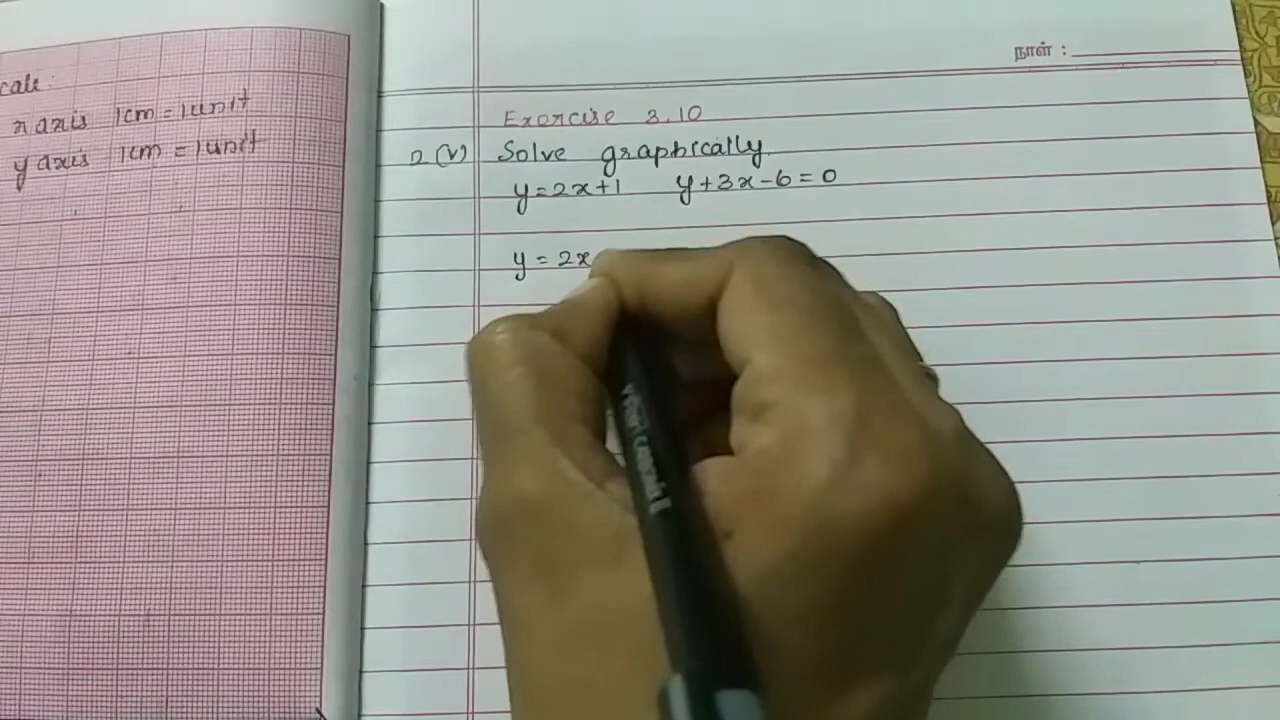 cale:
x axis 1cm = 1unit
y axis 1cm = 1unit
நாள் :
Exercise 3.10
2 (v) Solve graphically
y = 2x+1 y+3x-6=0
y = 2x